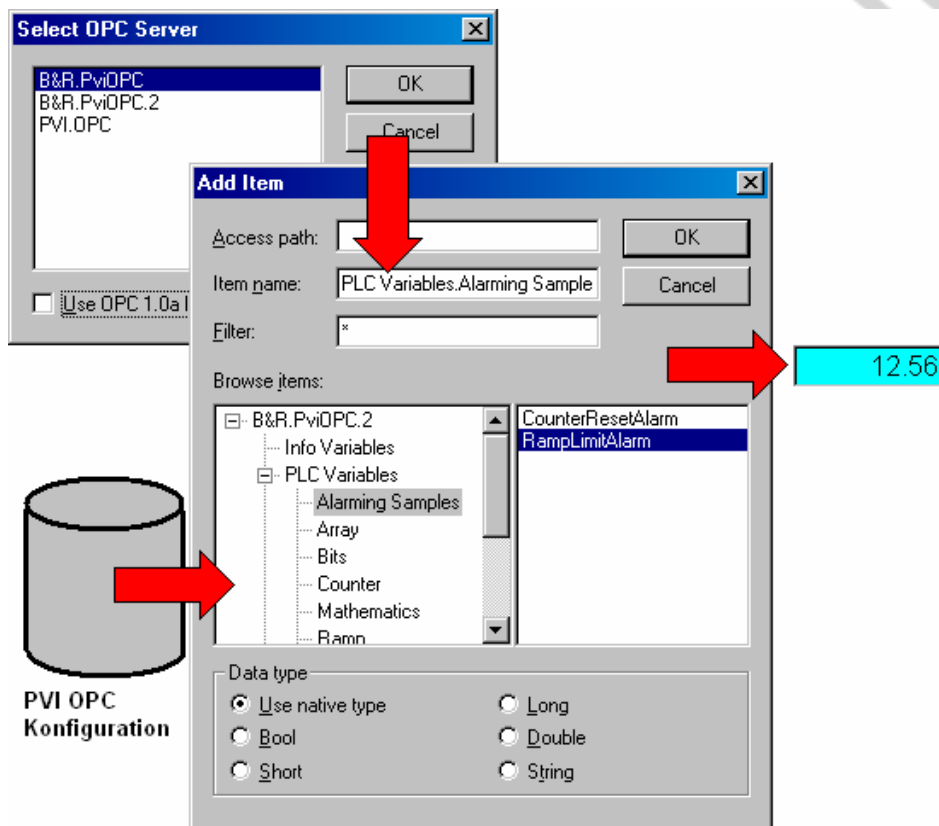 Select OPC Server
B&R.PviOPC
B&R.PviOPC.2
PVI.OPC
OK
Cancel
Use OPC 1.0a I
Add Item
Access path:
Item name:
PLC Variables.Alarming Sample
Filter:
*
OK
Cancel
Browse items:
B&R.PviOPC.2
Info Variables
PLC Variables
Alarming Samples
Array
Bits
Counter
Mathematics
Ramp
CounterResetAlarm
RampLimitAlarm
12.56
PVI OPC
Konfiguration
Data type
Use native type
Bool
Short
Long
Double
String